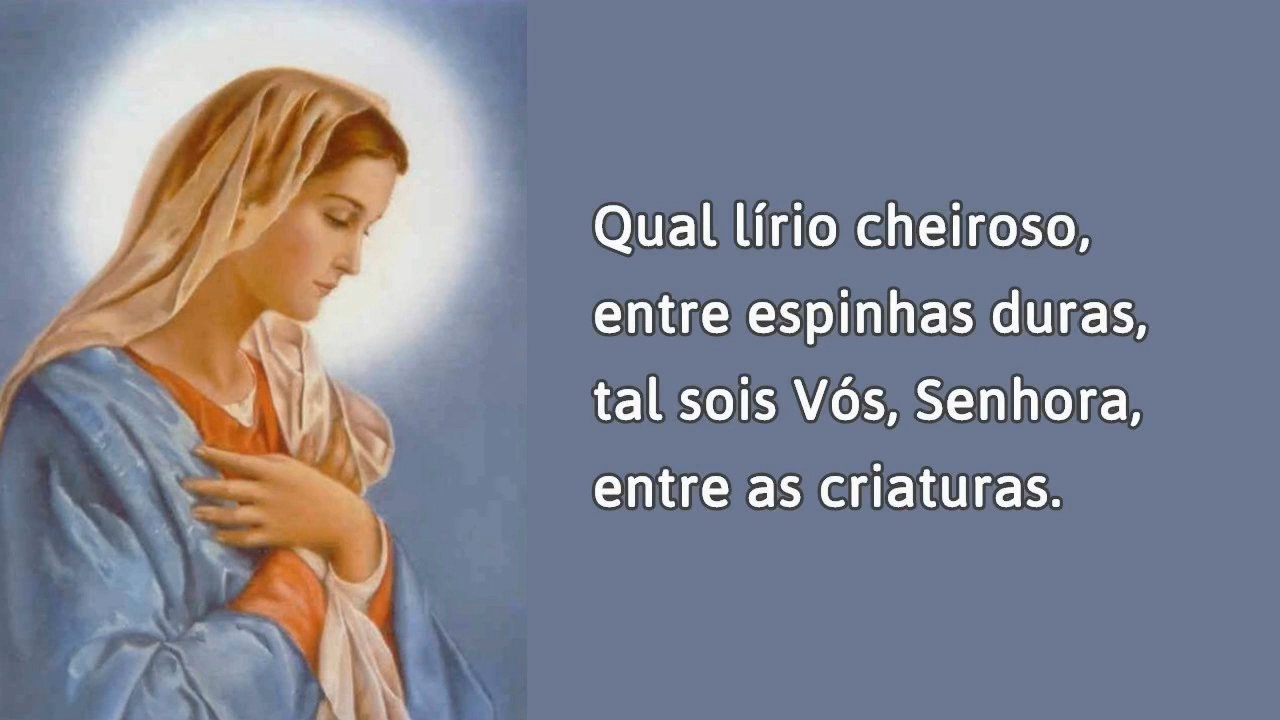 Qual lírio cheiroso,
entre espinhas duras,
tal sois Vós, Senhora,
entre as criaturas.